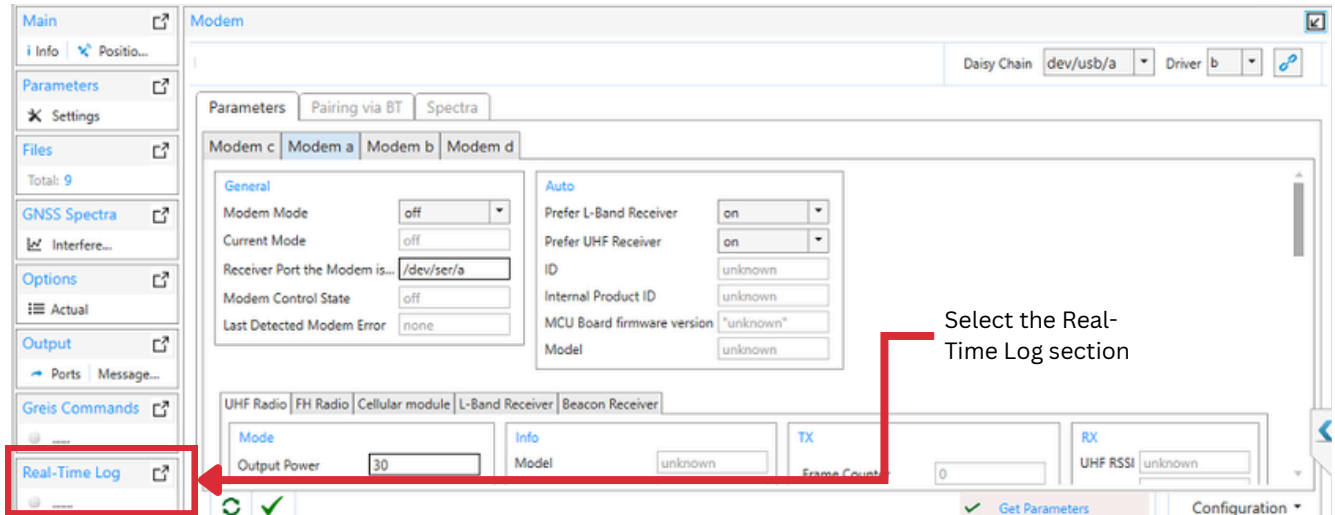 Main
i Info Positio...
Parameters
Settings
Files
Total: 9
GNSS Spectra
Interfere...
Options
Actual
Output
Ports Message...
Greis Commands
Real-Time Log
Modem
Daisy Chain dev/usb/a Driver b
Parameters Pairing via BT Spectra
Modem c Modem a Modem b Modem d
General
Modem Mode off
Current Mode off
Receiver Port the Modem is... /dev/ser/a
Modem Control State off
Last Detected Modem Error none
Auto
Prefer L-Band Receiver on
Prefer UHF Receiver on
ID unknown
Internal Product ID unknown
MCU Board firmware version "unknown"
Model unknown
Select the Real-
Time Log section
UHF Radio FH Radio Cellular module L-Band Receiver Beacon Receiver
Mode
Output Power 30
Info
Model unknown
TX
Frame Counter 0
RX
UHF RSSI unknown
Get Parameters Configuration